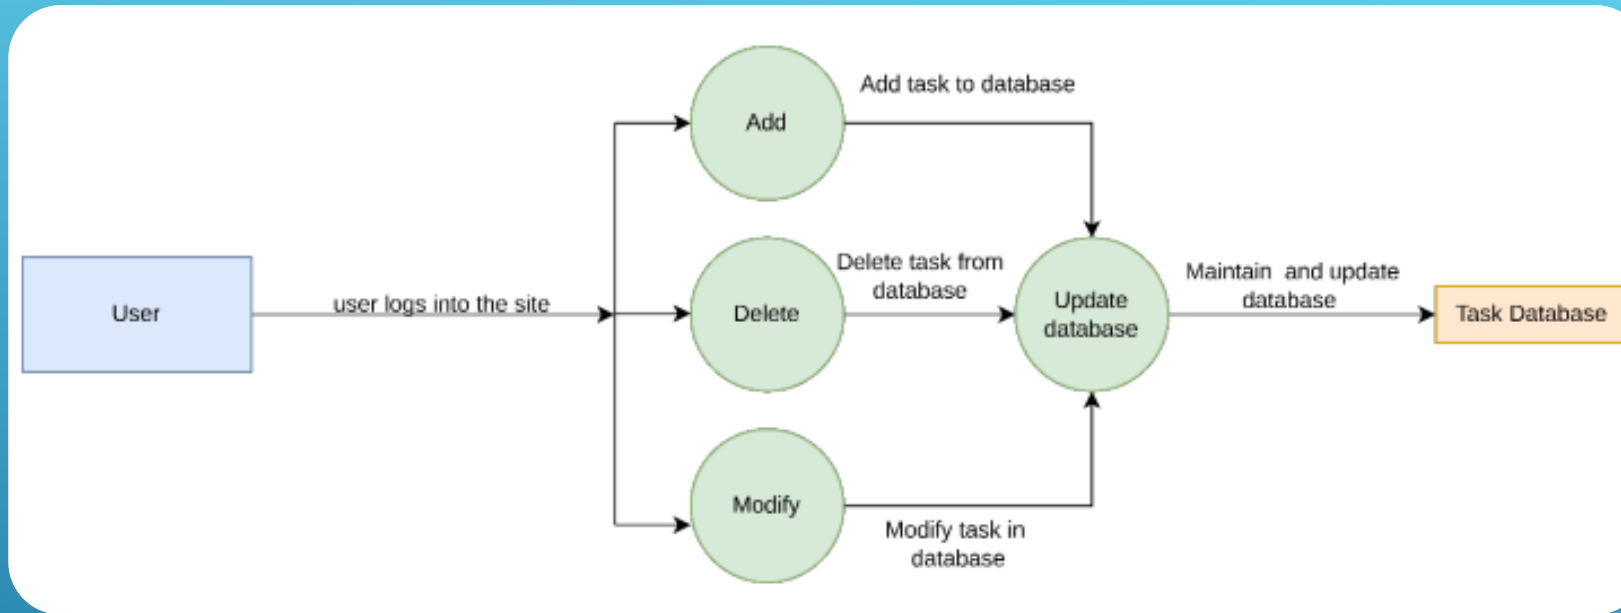 Add task to database
Add
User
user logs into the site
Delete
Delete task from
database
Update
database
Maintain and update
database
Task Database
Modify
Modify task in
database